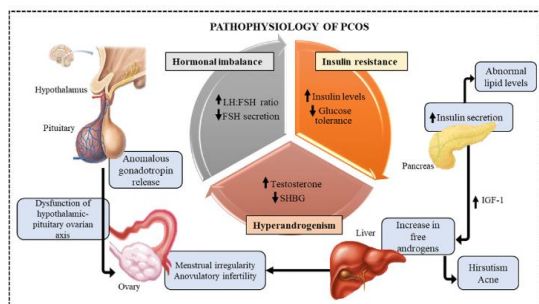 PATHOPHYSIOLOGY OF PCOS
Hormonal imbalance
LH:FSH ratio
FSH secretion
Insulin resistance
Insulin levels
Glucose
tolerance
Testosterone
SHBG
Hyperandrogenism
Hypothalamus
Pituitary
Anomalous
gonadotropin
release
Dysfunction of
hypothalamic-
pituitary ovarian
axis
Ovary
Menstrual irregularity
Anovulatory infertility
Liver
Increase in
free
androgens
Hirsutism
Acne
IGF-1
Pancreas
Insulin secretion
Abnormal
lipid levels